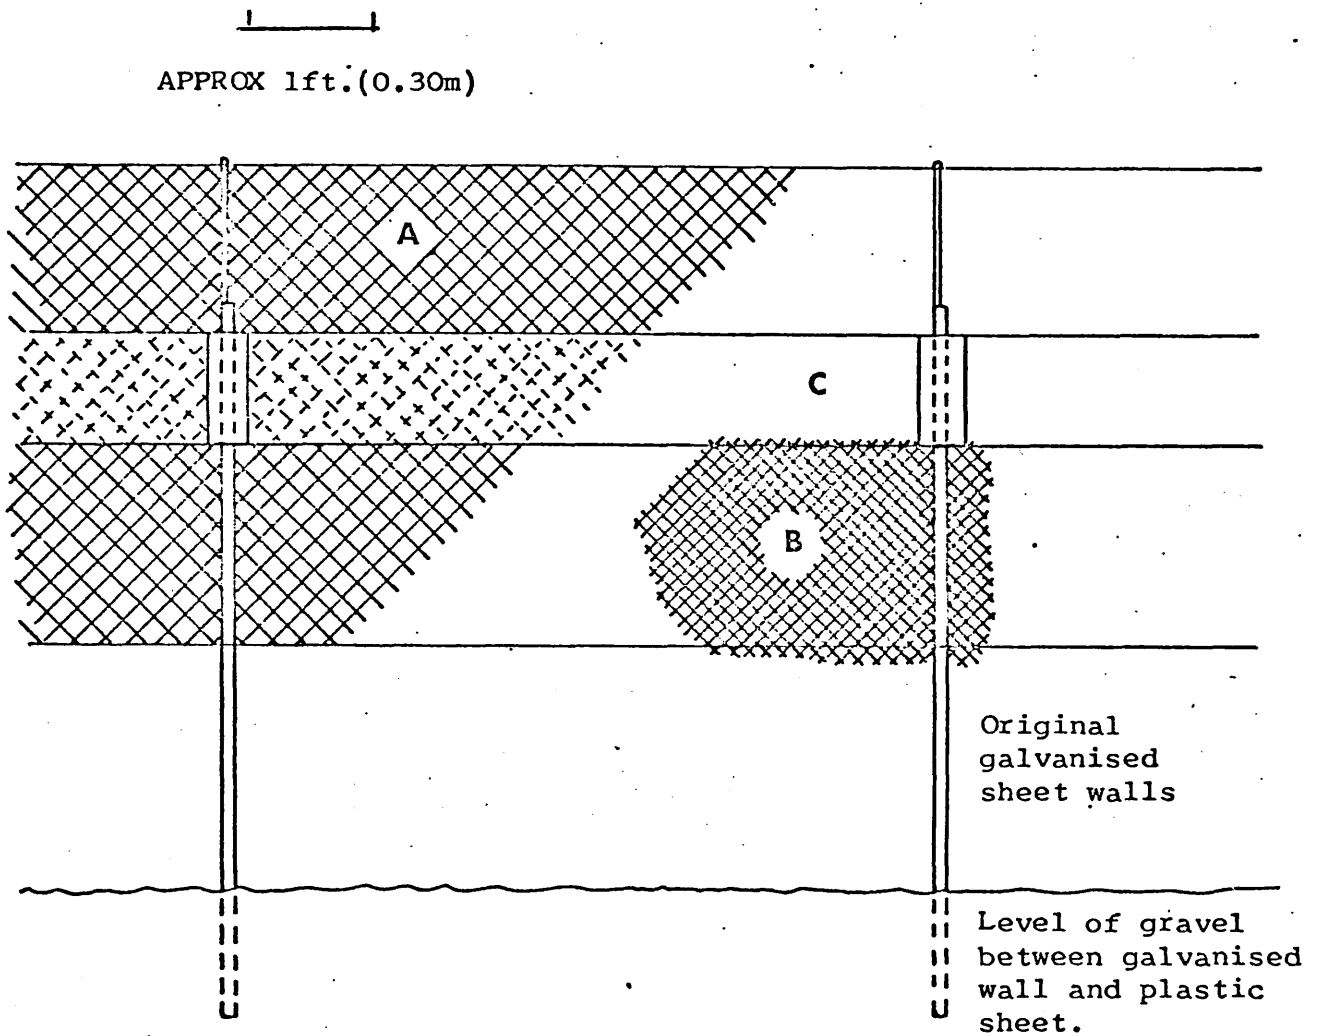 APPROX 1ft.(0.30m)
A
C
B
Original
galvanised
sheet walls
Level of gravel
between galvanised
wall and plastic
sheet.